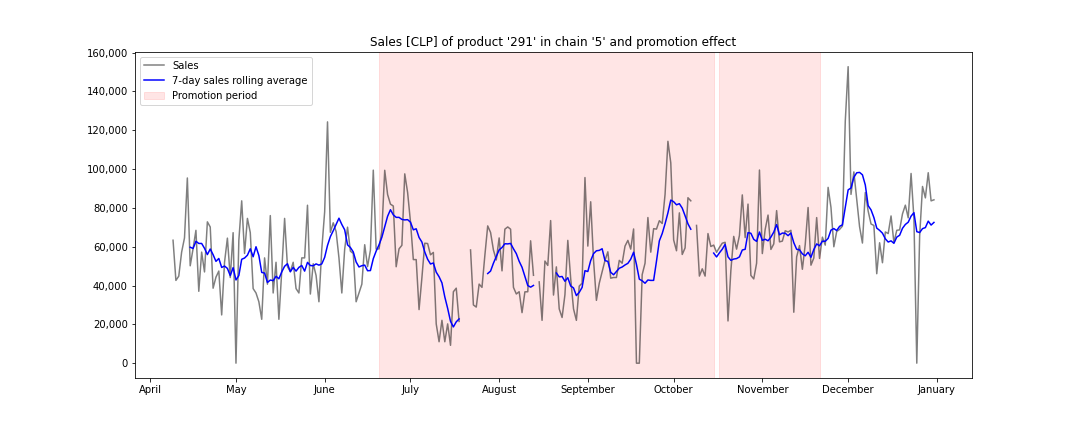 Sales [CLP] of product '291' in chain '5' and promotion effect
160,000
140,000
120,000
100,000
80,000
60,000
40,000
20,000
0
Sales
7-day sales rolling average
Promotion period
April May June July August September October November December January